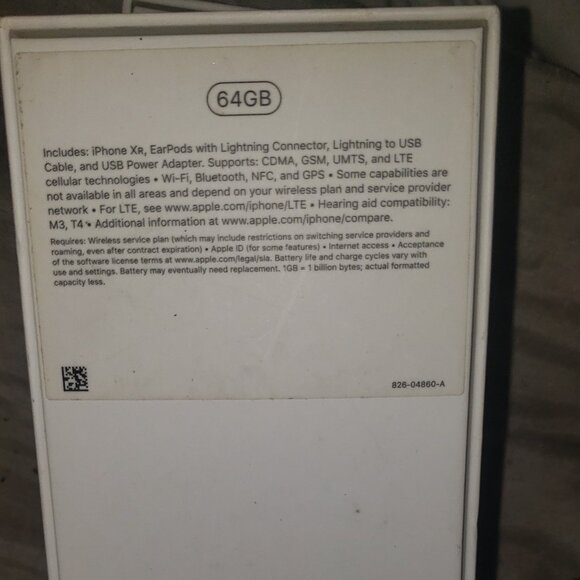 64GB
Includes: iPhone XR, EarPods with Lightning Connector, Lightning to USB
Cable, and USB Power Adapter. Supports: CDMA, GSM, UMTS, and LTE
cellular technologies • Wi-Fi, Bluetooth, NFC, and GPS • Some capabilities are
not available in all areas and depend on your wireless plan and service provider
network • For LTE, see www.apple.com/iphone/LTE • Hearing aid compatibility:
M3, T4 • Additional information at www.apple.com/iphone/compare.
Requires: Wireless service plan (which may include restrictions on switching service providers and
roaming, even after contract expiration) • Apple ID (for some features) • Internet access • Acceptance
of the software license terms at www.apple.com/legal/sla. Battery life and charge cycles vary with
use and settings. Battery may eventually need replacement. 1GB = 1 billion bytes; actual formatted
capacity less.
826-04860-A